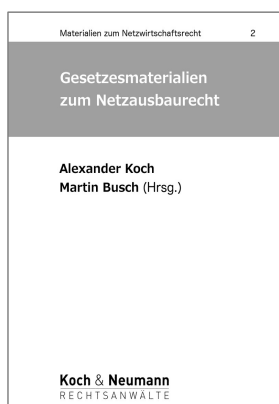 Materialien zum Netzwirtschaftsrecht 2
Gesetzesmaterialien
zum Netzausbaurecht
Alexander Koch
Martin Busch (Hrsg.)
Koch & Neumann
RECHTSANWÄLTE